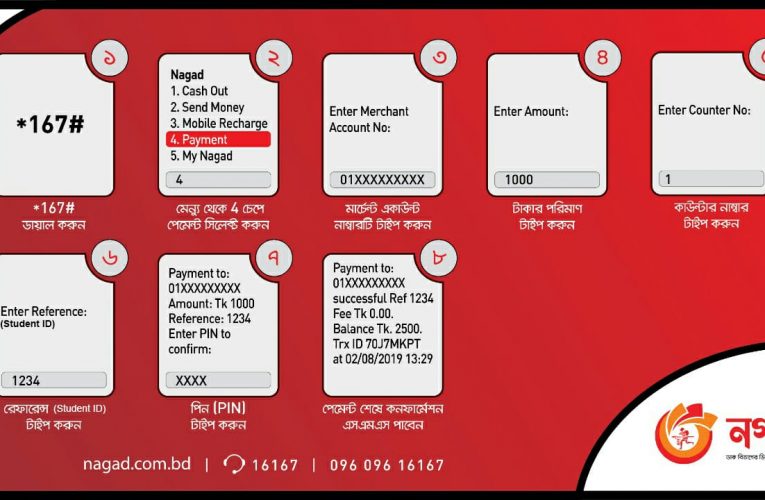 ১
*167#
*167#
ডায়াল করুন
২
Nagad
1. Cash Out
2. Send Money
3. Mobile Recharge
4. Payment
5. My Nagad
4
মেন্যু থেকে 4 চেপে
পেমেন্ট সিলেক্ট করুন
৩
Enter Merchant
Account No:
01XXXXXXXXX
মার্চেন্ট একাউন্ট
নাম্বারটি টাইপ করুন
৪
Enter Amount:
1000
টাকার পরিমাণ
টাইপ করুন
Enter Counter No:
1
কাউন্টার নাম্বার
টাইপ করুন
৬
Enter Reference:
(Student ID)
1234
রেফারেন্স (Student ID)
টাইপ করুন
৭
Payment to:
01XXXXXXXXX
Amount: Tk 1000
Reference: 1234
Enter PIN to
confirm:
XXXX
পিন (PIN)
টাইপ করুন
৮
Payment to:
01XXXXXXXXX
successful Ref 1234
Fee Tk 0.00.
Balance Tk. 2500.
Trx ID 70J7MKPT
at 02/08/2019 13:29
পেমেন্ট শেষে কনফার্মেশন
এসএমএস পাবেন
nagad.com.bd | 16167 | 096 096 16167
ডাক বিভাগের